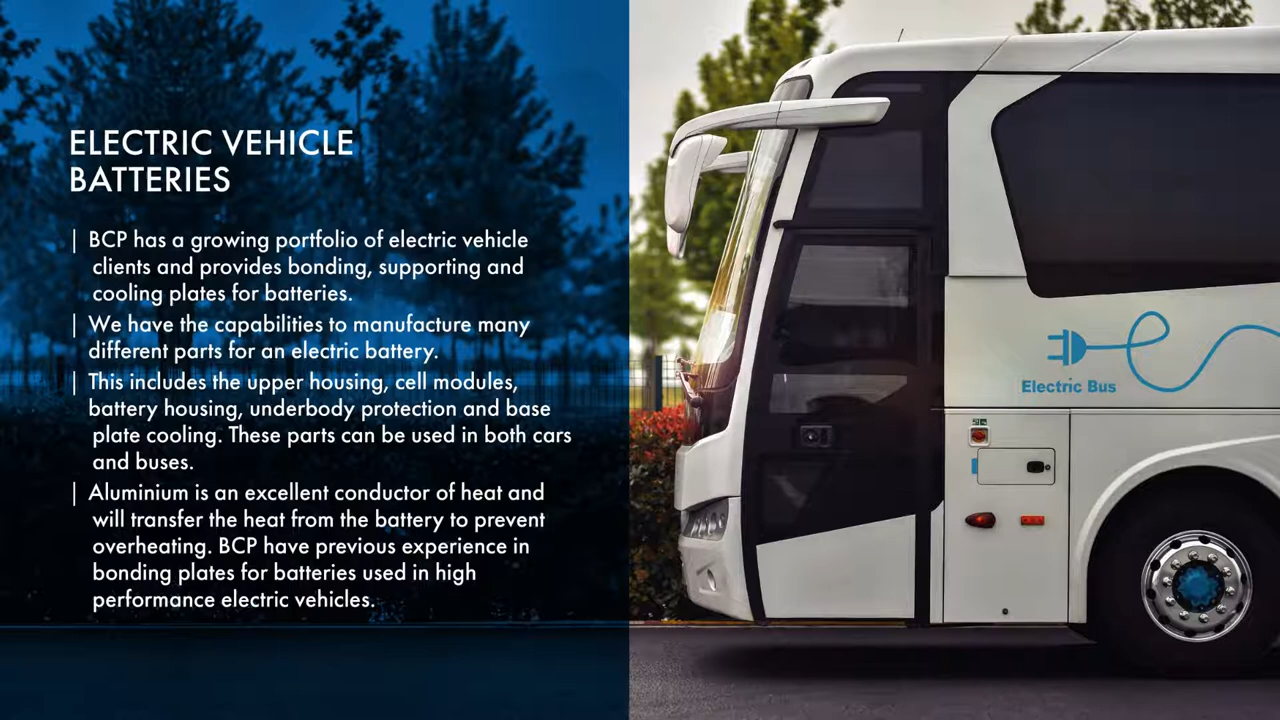 ELECTRIC VEHICLE
BATTERIES
| BCP has a growing portfolio of electric vehicle
clients and provides bonding, supporting and
cooling plates for batteries.
| We have the capabilities to manufacture many
different parts for an electric battery.
| This includes the upper housing, cell modules,
battery housing, underbody protection and base
plate cooling. These parts can be used in both cars
and buses.
| Aluminium is an excellent conductor of heat and
will transfer the heat from the battery to prevent
overheating. BCP have previous experience in
bonding plates for batteries used in high
performance electric vehicles.
Electric Bus